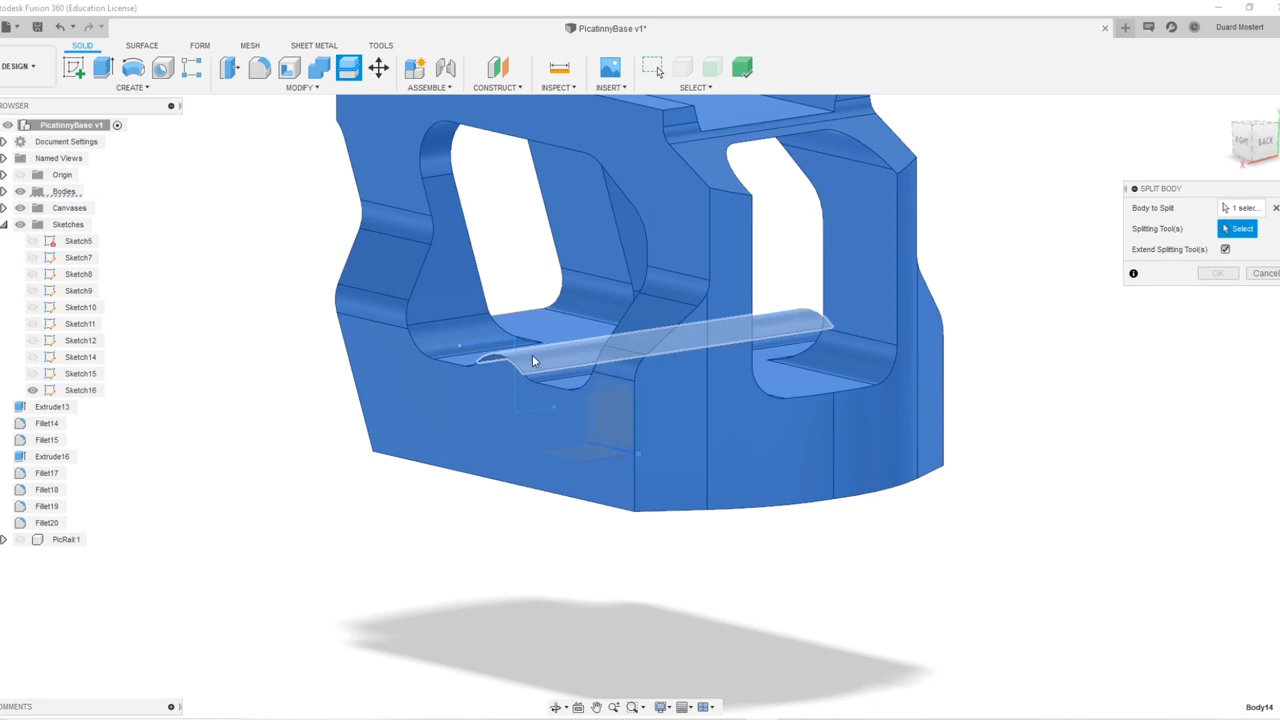 Autodesk Fusion 360 (Education License)
PicatinnyBase v1*
Duard Mostert
SOLID SURFACE FORM MESH SHEET METAL TOOLS
DESIGN
CREATE MODIFY ASSEMBLE CONSTRUCT INSPECT INSERT SELECT
BROWSER
PicatinnyBase v1
Document Settings
Named Views
Origin
Bodies
Canvases
Sketches
Sketch5
Sketch7
Sketch8
Sketch9
Sketch10
Sketch11
Sketch12
Sketch14
Sketch15
Sketch16
Extrude13
Fillet14
Fillet15
Extrude16
Fillet17
Fillet18
Fillet19
Fillet20
PicRail:1
RIGHT BACK
X
SPLIT BODY
Body to Split 1 selec...
Splitting Tool(s) Select
Extend Splitting Tool(s)
OK Cancel
COMMENTS
Body14